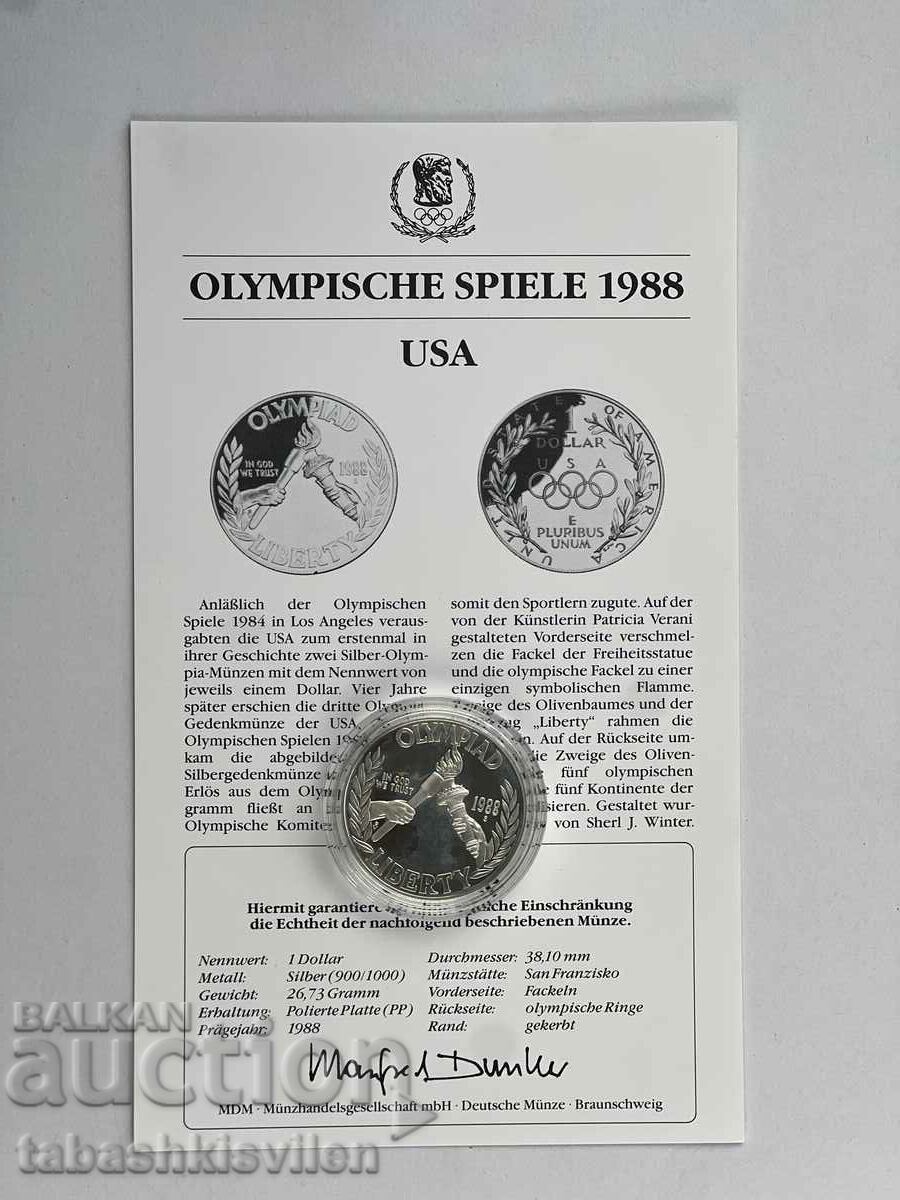 OLYMPISCHE SPIELE 1988
USA
OLYMPIAD
IN GOD
WE TRUST
1988
S
LIBERTY
UNITED STATES OF AMERICA
1
DOLLAR
USA
E
PLURIBUS
UNUM
Anläßlich der Olympischen
Spiele 1984 in Los Angeles veraus-
gabten die USA zum erstenmal in
ihrer Geschichte zwei Silber-Olym-
pia-Münzen mit dem Nennwert von
jeweils einem Dollar. Vier Jahre
später erschien die dritte
Gedenkmünze der USA.
Olympischen Spielen
kam die
Silbergedenkmünze
Erlös aus dem
gramm fließt an
Olympische
somit den Sportlern zugute. Auf der
von der Künstlerin Patricia Verani
gestalteten Vorderseite verschmel-
zen die Fackel der Freiheitsstatue
und die olympische Fackel zu einer
einzigen symbolischen Flamme.
Zweige des Olivenbaumes und der
„Liberty" rahmen die
Auf der Rückseite um-
die Zweige des Oliven-
fünf olympischen
fünf Kontinente der
Gestaltet wur-
von Sherl J. Winter.
OLYMPIAD
IN GOD
WE TRUST
1988
S
LIBERTY
Hiermit Einschränkung
die Echtheit der nachfolgend beschriebenen Münze.
Nennwert: 1 Dollar
Metall: Silber (900/1000)
Gewicht: 26,73 Gramm
Erhaltung: Polierte Platte (PP)
Prägejahr: 1988
Durchmesser: 38,10 mm
Münzstätte: San Franzisko
Vorderseite: Fackeln
Rückseite: olympische Ringe
Rand: gekerbt
Manfred Dunker
MDM · Münzhandelsgesellschaft mbH · Deutsche Münze · Braunschweig
BALKAN
auction
tabashkisvilen